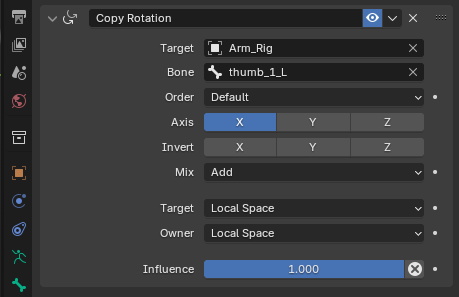 Copy Rotation
Target Arm_Rig
Bone thumb_1_L
Order Default
Axis X Y Z
Invert X Y Z
Mix Add
Target Local Space
Owner Local Space
Influence 1.000